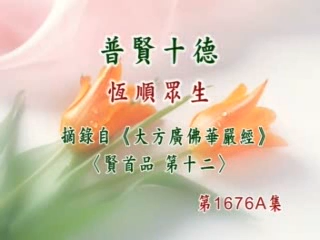 普賢十德
恆順眾生
摘錄自《大方廣佛華嚴經》
〈賢首品 第十二〉
第1676A集